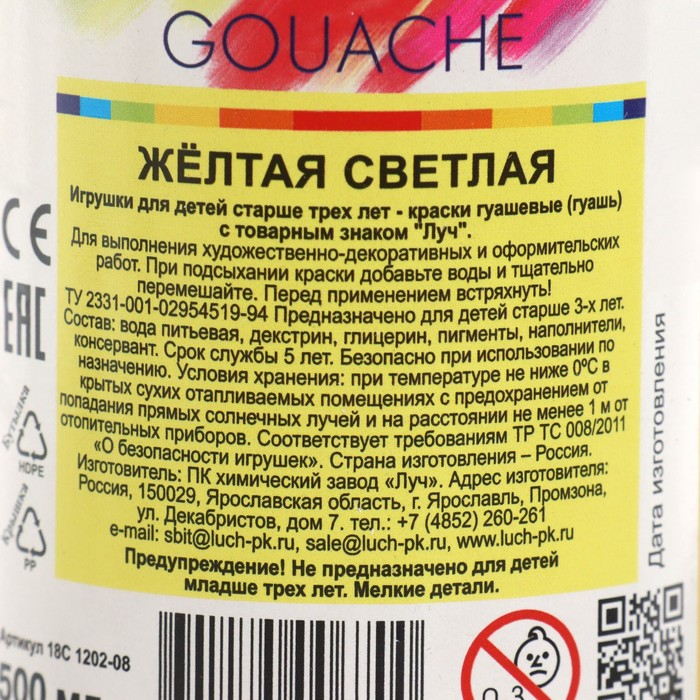 GOUACHE
ЖЁЛТАЯ СВЕТЛАЯ
Игрушки для детей старше трех лет - краски гуашевые (гуашь)
с товарным знаком "Луч".
Для выполнения художественно-декоративных и оформительских
работ. При подсыхании краски добавьте воды и тщательно
перемешайте. Перед применением встряхнуть!
ТУ 2331-001-02954519-94 Предназначено для детей старше 3-х лет.
Состав: вода питьевая, декстрин, глицерин, пигменты, наполнители,
консервант. Срок службы 5 лет. Безопасно при использовании по
назначению. Условия хранения: при температуре не ниже 0°С в
крытых сухих отапливаемых помещениях с предохранением от
попадания прямых солнечных лучей и на расстоянии не менее 1 м от
отопительных приборов. Соответствует требованиям ТР ТС 008/2011
«О безопасности игрушек». Страна изготовления – Россия.
Изготовитель: ПК химический завод «Луч». Адрес изготовителя:
Россия, 150029, Ярославская область, г. Ярославль, Промзона,
ул. Декабристов, дом 7. тел.: +7 (4852) 260-261
e-mail: sbit@luch-pk.ru, sale@luch-pk.ru, www.luch-pk.ru
Предупреждение! Не предназначено для детей
младше трех лет. Мелкие детали.
CE
EAC
Бутылка
HDPE
Крышка
PP
Артикул 18С 1202-08
500 мл
0-3
Дата изготовления